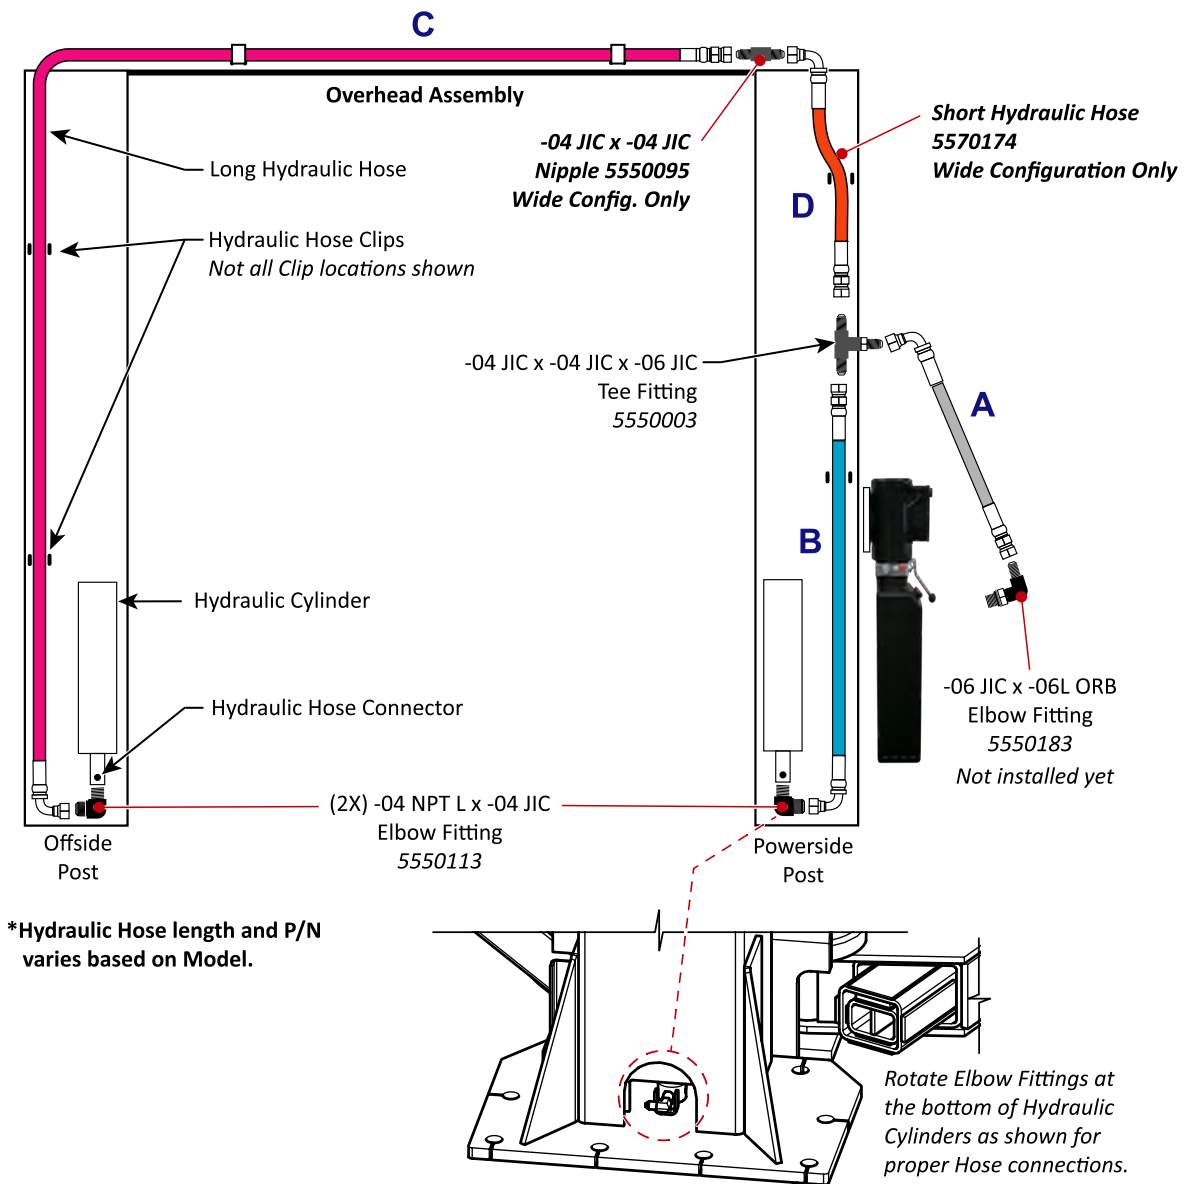 C
Overhead Assembly
-04 JIC x -04 JIC
Nipple 5550095
Wide Config. Only
Short Hydraulic Hose
5570174
Wide Configuration Only
Long Hydraulic Hose
D
Hydraulic Hose Clips
Not all Clip locations shown
-04 JIC x -04 JIC x -06 JIC
Tee Fitting
5550003
A
B
Hydraulic Cylinder
-06 JIC x -06L ORB
Elbow Fitting
5550183
Not installed yet
Hydraulic Hose Connector
(2X) -04 NPT L x -04 JIC
Elbow Fitting
5550113
Offside
Post
Powerside
Post
*Hydraulic Hose length and P/N
varies based on Model.
Rotate Elbow Fittings at
the bottom of Hydraulic
Cylinders as shown for
proper Hose connections.